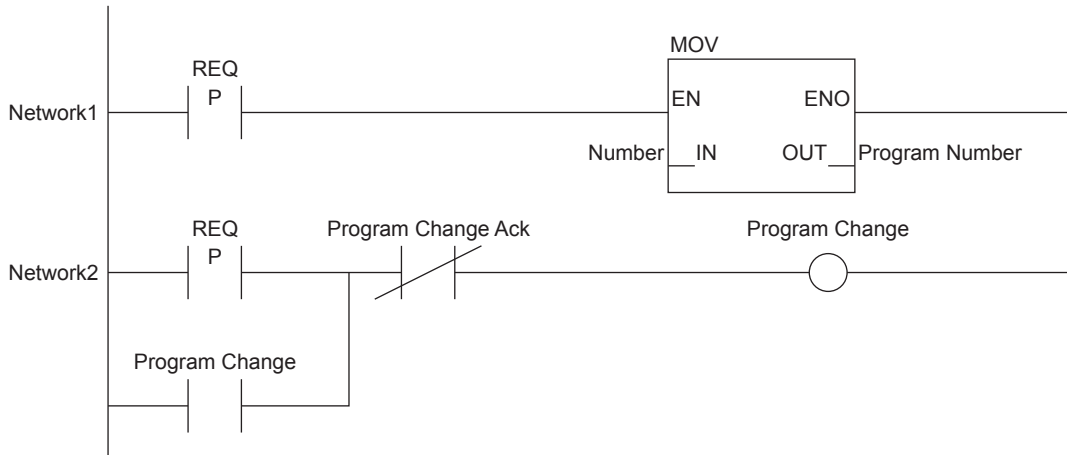 MOV
REQ
P
Network1
EN ENO
Number IN OUT Program Number
REQ
P
Program Change Ack
Program Change
Network2
Program Change